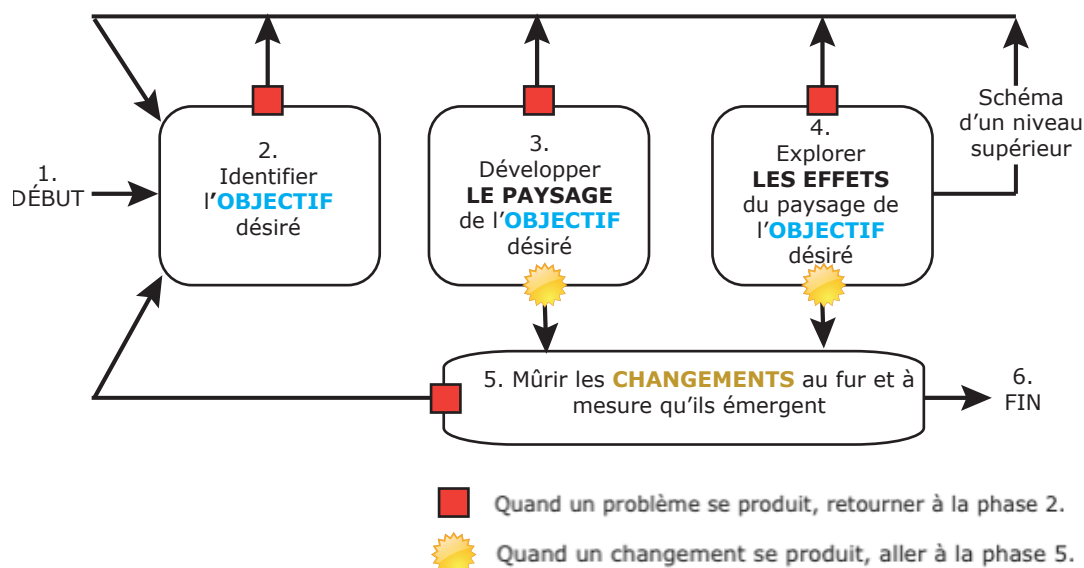 1.
DÉBUT
2.
Identifier
l'OBJECTIF
désiré
3.
Développer
LE PAYSAGE
de l'OBJECTIF
désiré
4.
Explorer
LES EFFETS
du paysage de
l'OBJECTIF
désiré
Schéma
d'un niveau
supérieur
5. Mûrir les CHANGEMENTS au fur et à
mesure qu'ils émergent
6.
FIN
Quand un problème se produit, retourner à la phase 2.
Quand un changement se produit, aller à la phase 5.